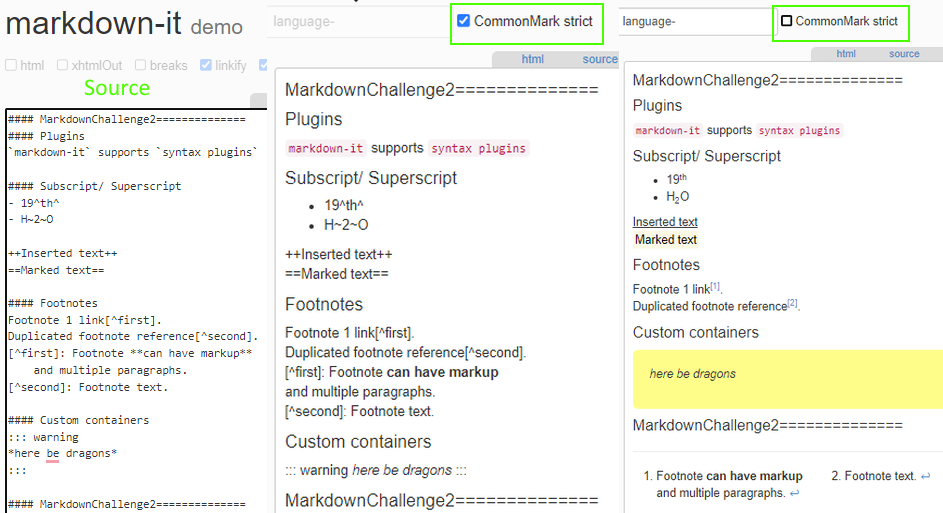 markdown-it demo
html xhtmlOut breaks linkify
Source
#### MarkdownChallenge2==============
#### Plugins
`markdown-it` supports `syntax plugins`
#### Subscript/ Superscript
- 19^th^
- H~2~O
++Inserted text++
==Marked text==
#### Footnotes
Footnote 1 link[^first].
Duplicated footnote reference[^second].
[^first]: Footnote **can have markup**
and multiple paragraphs.
[^second]: Footnote text.
#### Custom containers
::: warning
*here be dragons*
:::
#### MarkdownChallenge2==============
language-
CommonMark strict
html source
MarkdownChallenge2==============
Plugins
markdown-it supports syntax plugins
Subscript/ Superscript
• 19^th^
• H~2~O
++Inserted text++
==Marked text==
Footnotes
Footnote 1 link[^first].
Duplicated footnote reference[^second].
[^first]: Footnote can have markup
and multiple paragraphs.
[^second]: Footnote text.
Custom containers
::: warning here be dragons :::
MarkdownChallenge2==============
language-
CommonMark strict
html source
MarkdownChallenge2==============
Plugins
markdown-it supports syntax plugins
Subscript/ Superscript
• 19th
• H₂O
Inserted text
Marked text
Footnotes
Footnote 1 link[1].
Duplicated footnote reference[2].
Custom containers
here be dragons
MarkdownChallenge2==============
1. Footnote can have markup
and multiple paragraphs. ↩
2. Footnote text. ↩